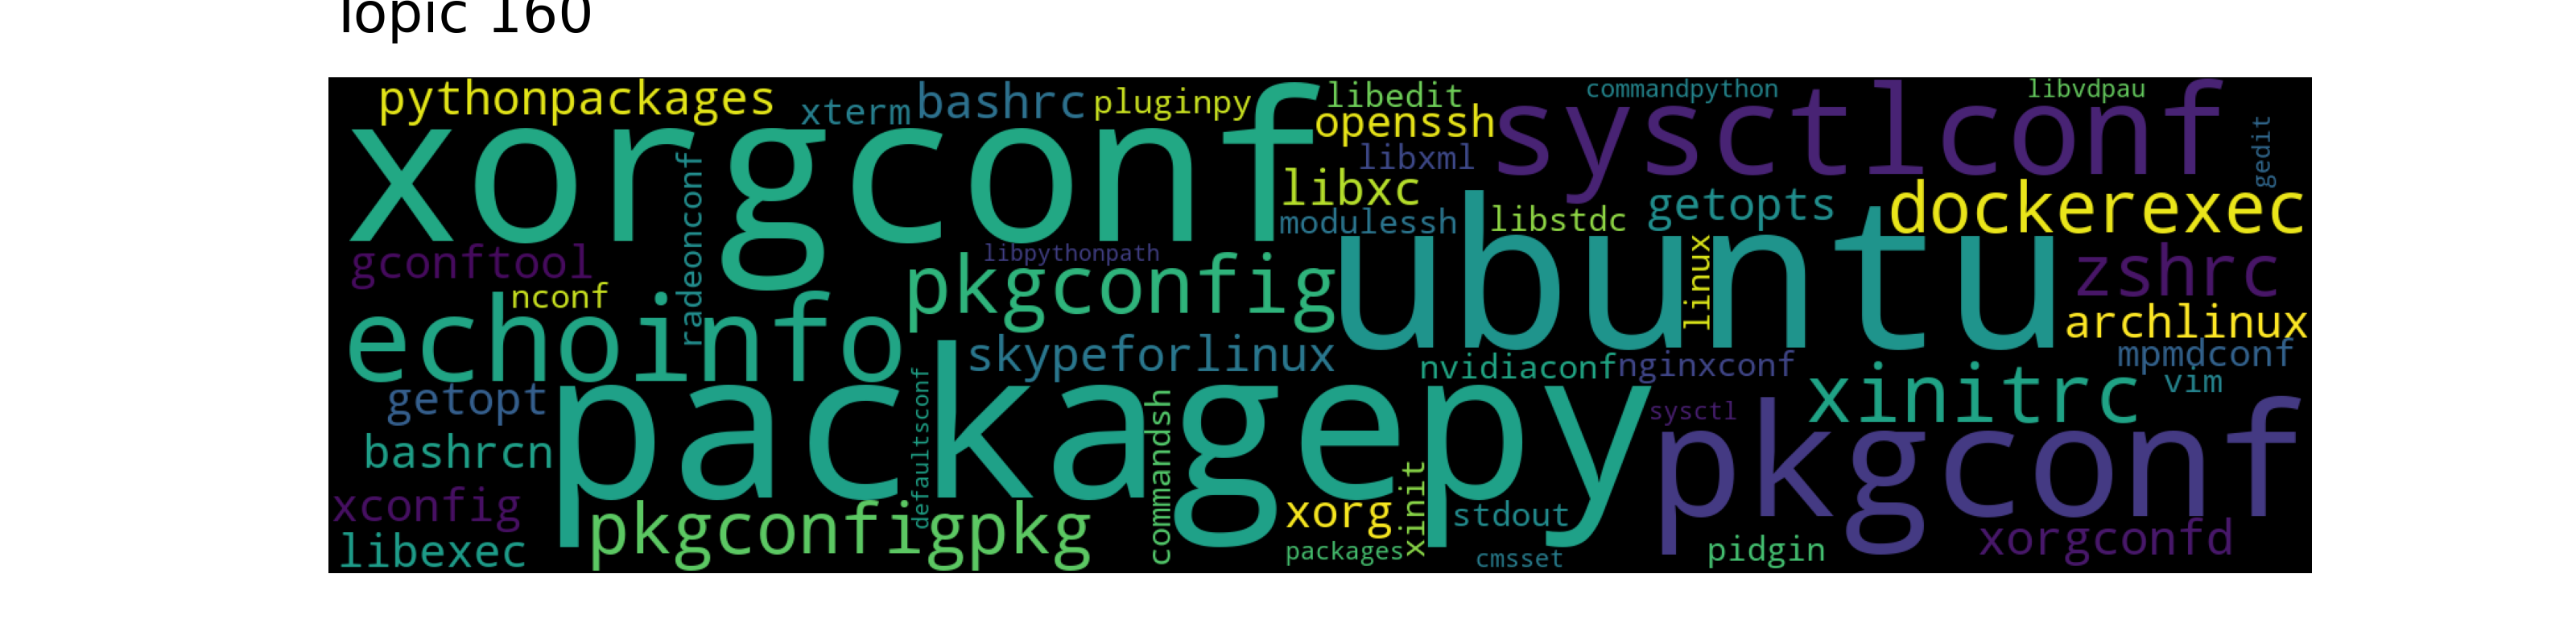 Topic 160
pythonpackages xterm bashrc pluginpy libedit commandpython libvdpau
xorgconf openssh sysctlconf gedit
libxml
libxc
modulessh libstdc getopts dockerexec
radeonconf
gconftool libpythonpath pkgconfig ubuntu linux zshrc
nconf
echoinfo archlinux
skypeforlinux nvidiaconf nginxconf mpmdconf
vim
getopt defaultsconf packagepy commandsh sysctl xinitrc
bashrcn pkgconf
xconfig pkgconfigpkg xorg xinit stdout xorgconfd
libexec packages cmsset pidgin